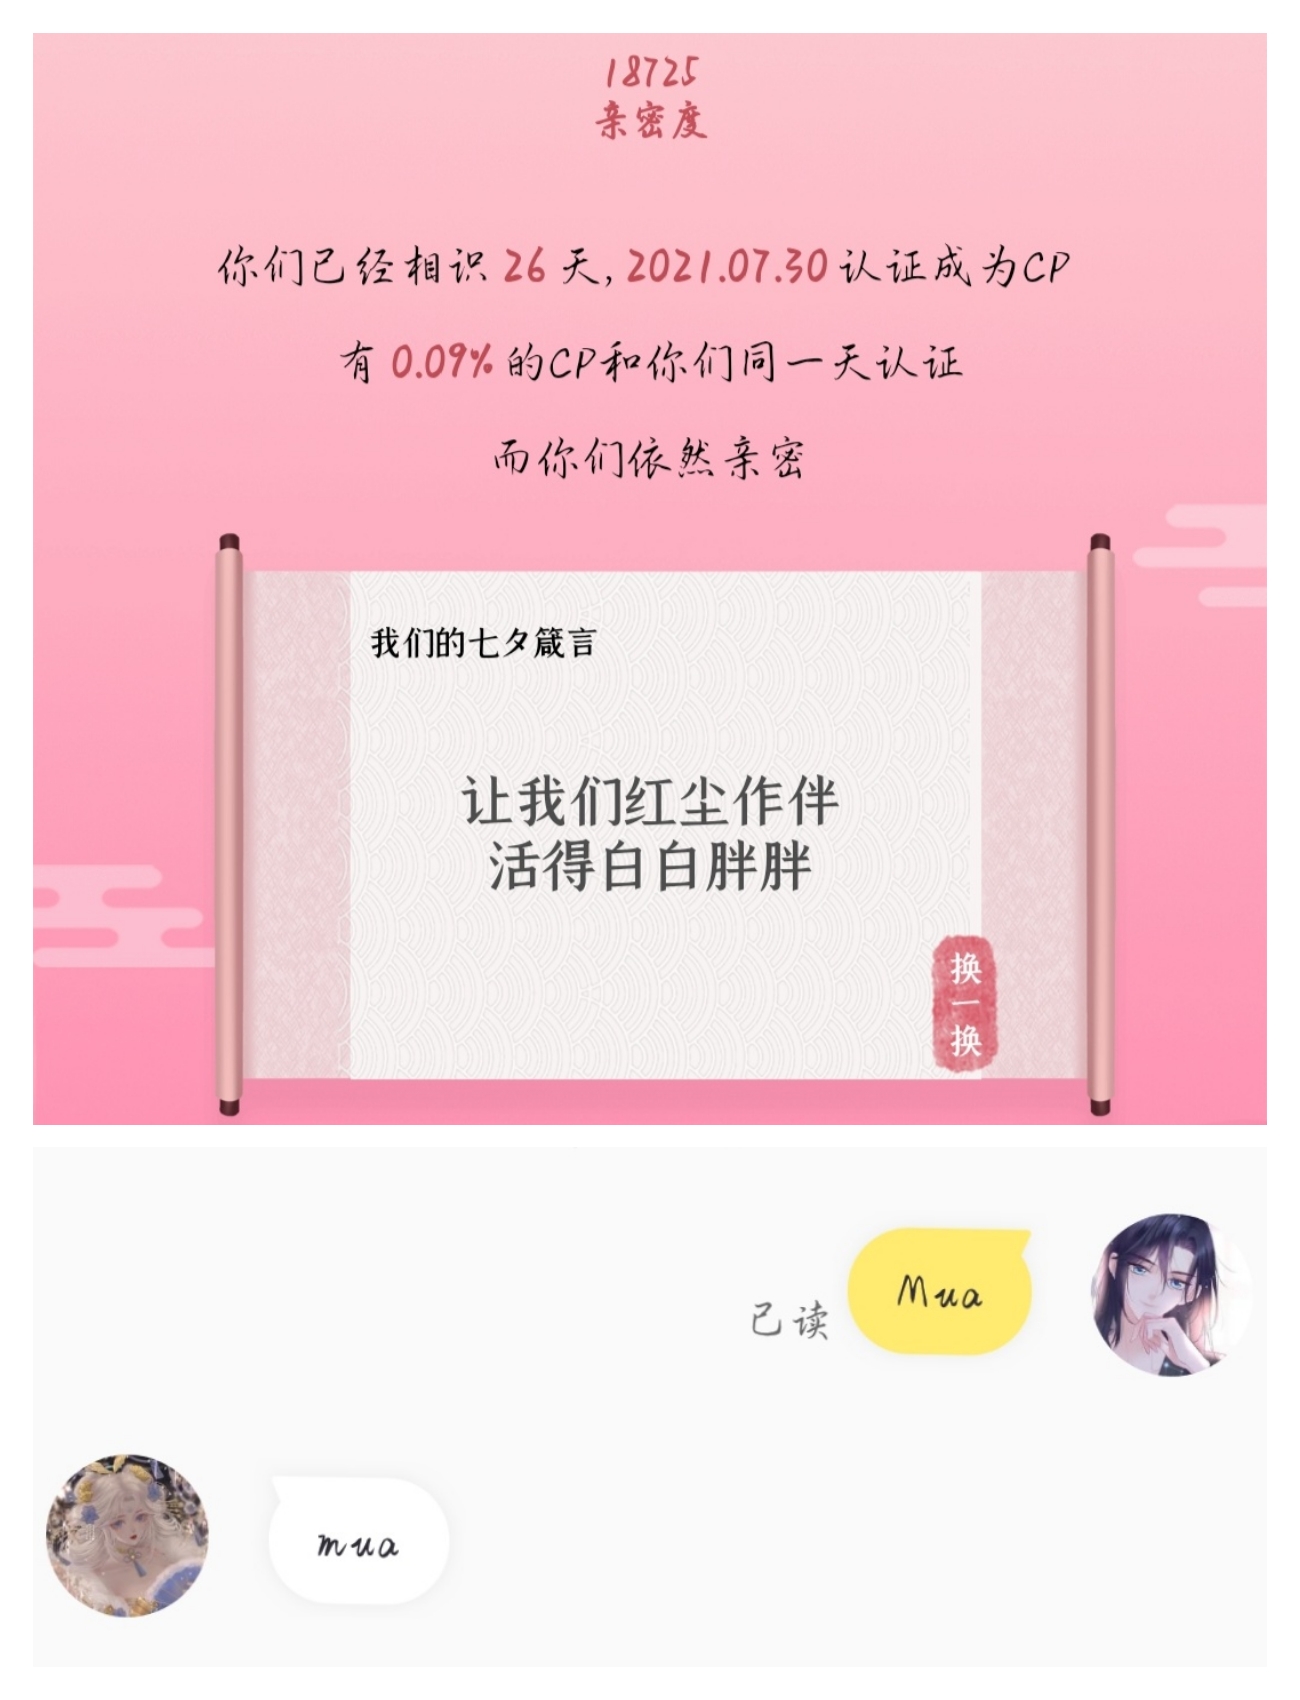 18725
亲密度
你们已经相识 26 天, 2021.07.30 认证成为CP
有 0.09% 的CP和你们同一天认证
而你们依然亲密
我们的七夕箴言
让我们红尘作伴
活得白白胖胖
换一换
Mua
已读
mua